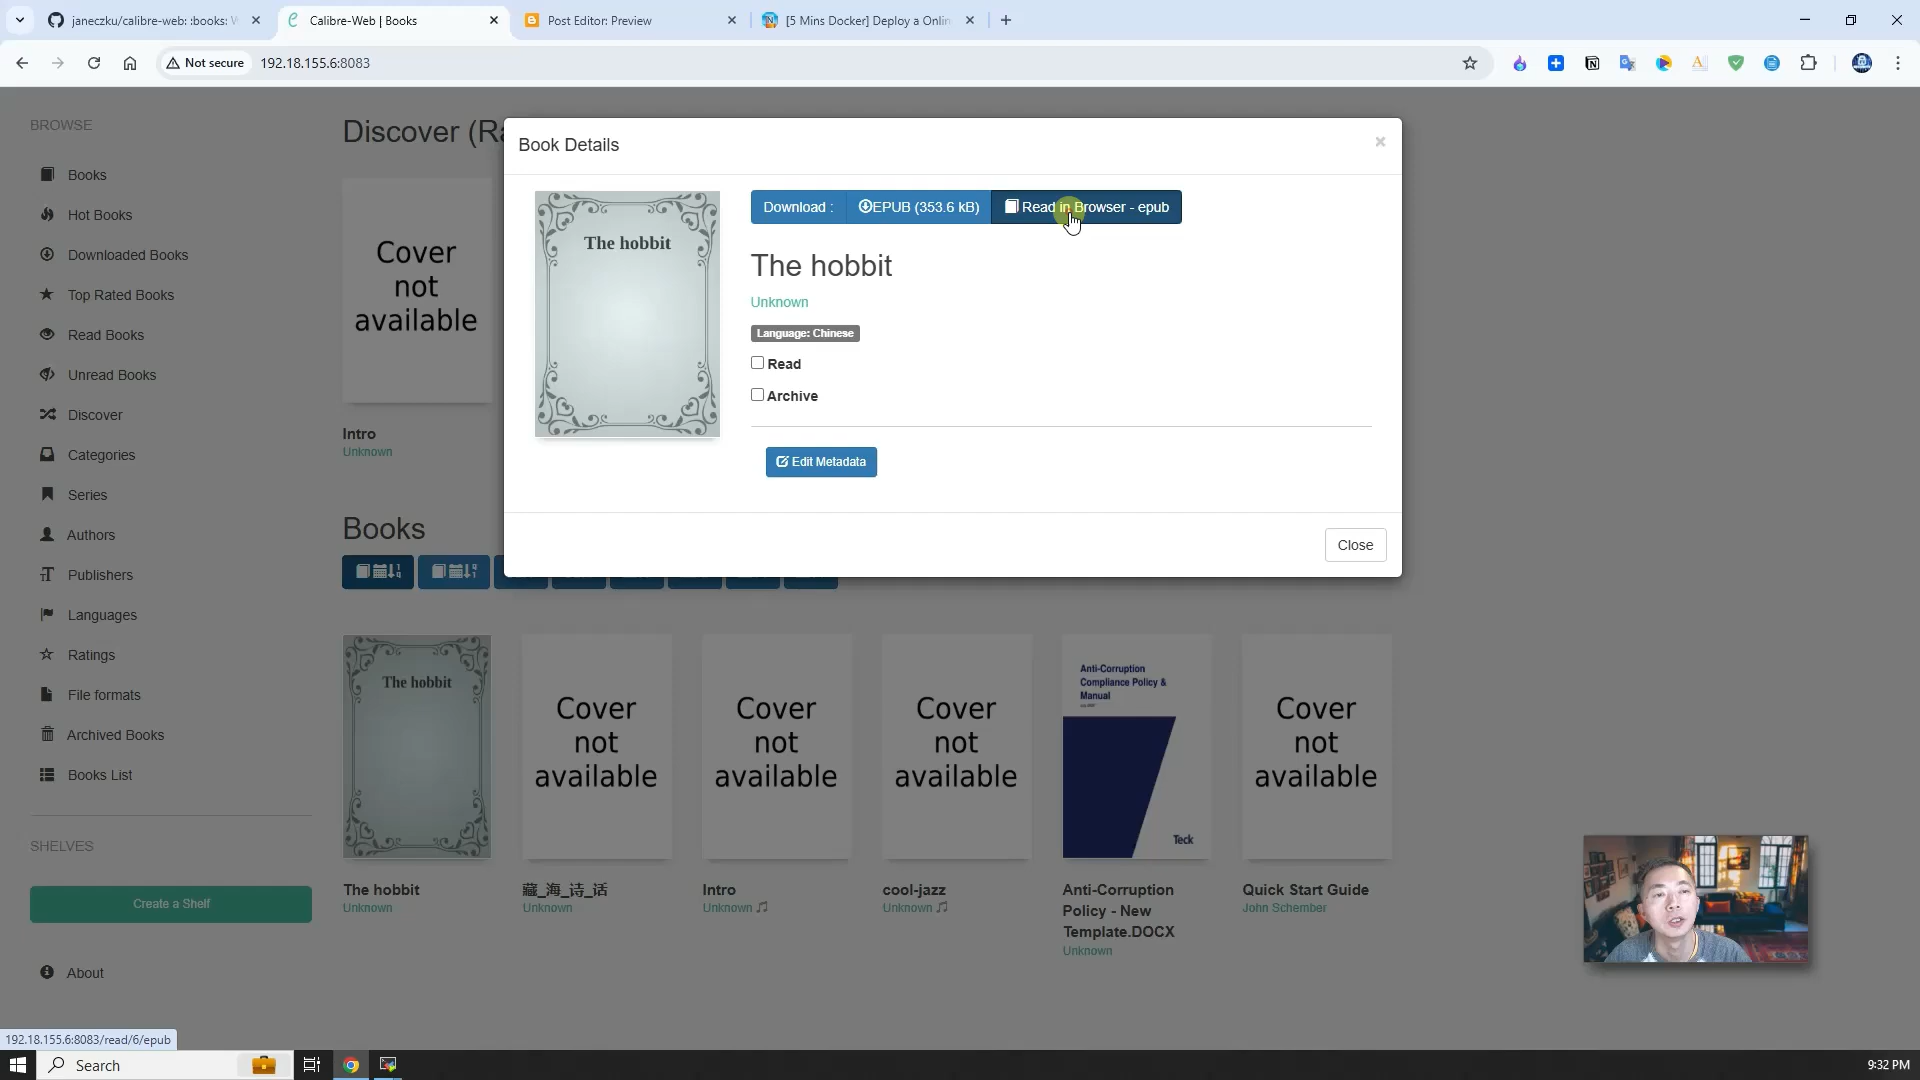 janeczku/calibre-web: :books: W
Calibre-Web | Books
Post Editor: Preview
[5 Mins Docker] Deploy a Onlin
Not secure
192.18.155.6:8083
BROWSE
Books
Hot Books
Downloaded Books
Top Rated Books
Read Books
Unread Books
Discover
Categories
Series
Authors
Publishers
Languages
Ratings
File formats
Archived Books
Books List
SHELVES
Create a Shelf
About
Discover (Ra
Cover
not
available
Intro
Unknown
Book Details
×
The hobbit
Download :
EPUB (353.6 kB)
Read in Browser - epub
The hobbit
Unknown
Language: Chinese
Read
Archive
Edit Metadata
Close
Books
The hobbit
Cover
not
available
Cover
not
available
Cover
not
available
Anti-Corruption
Compliance Policy &
Manual
Teck
Cover
not
available
The hobbit
Unknown
藏_海_诗_话
Unknown
Intro
Unknown
cool-jazz
Unknown
Anti-Corruption
Policy - New
Template.DOCX
Unknown
Quick Start Guide
John Schember
192.18.155.6:8083/read/6/epub
Search
9:32 PM